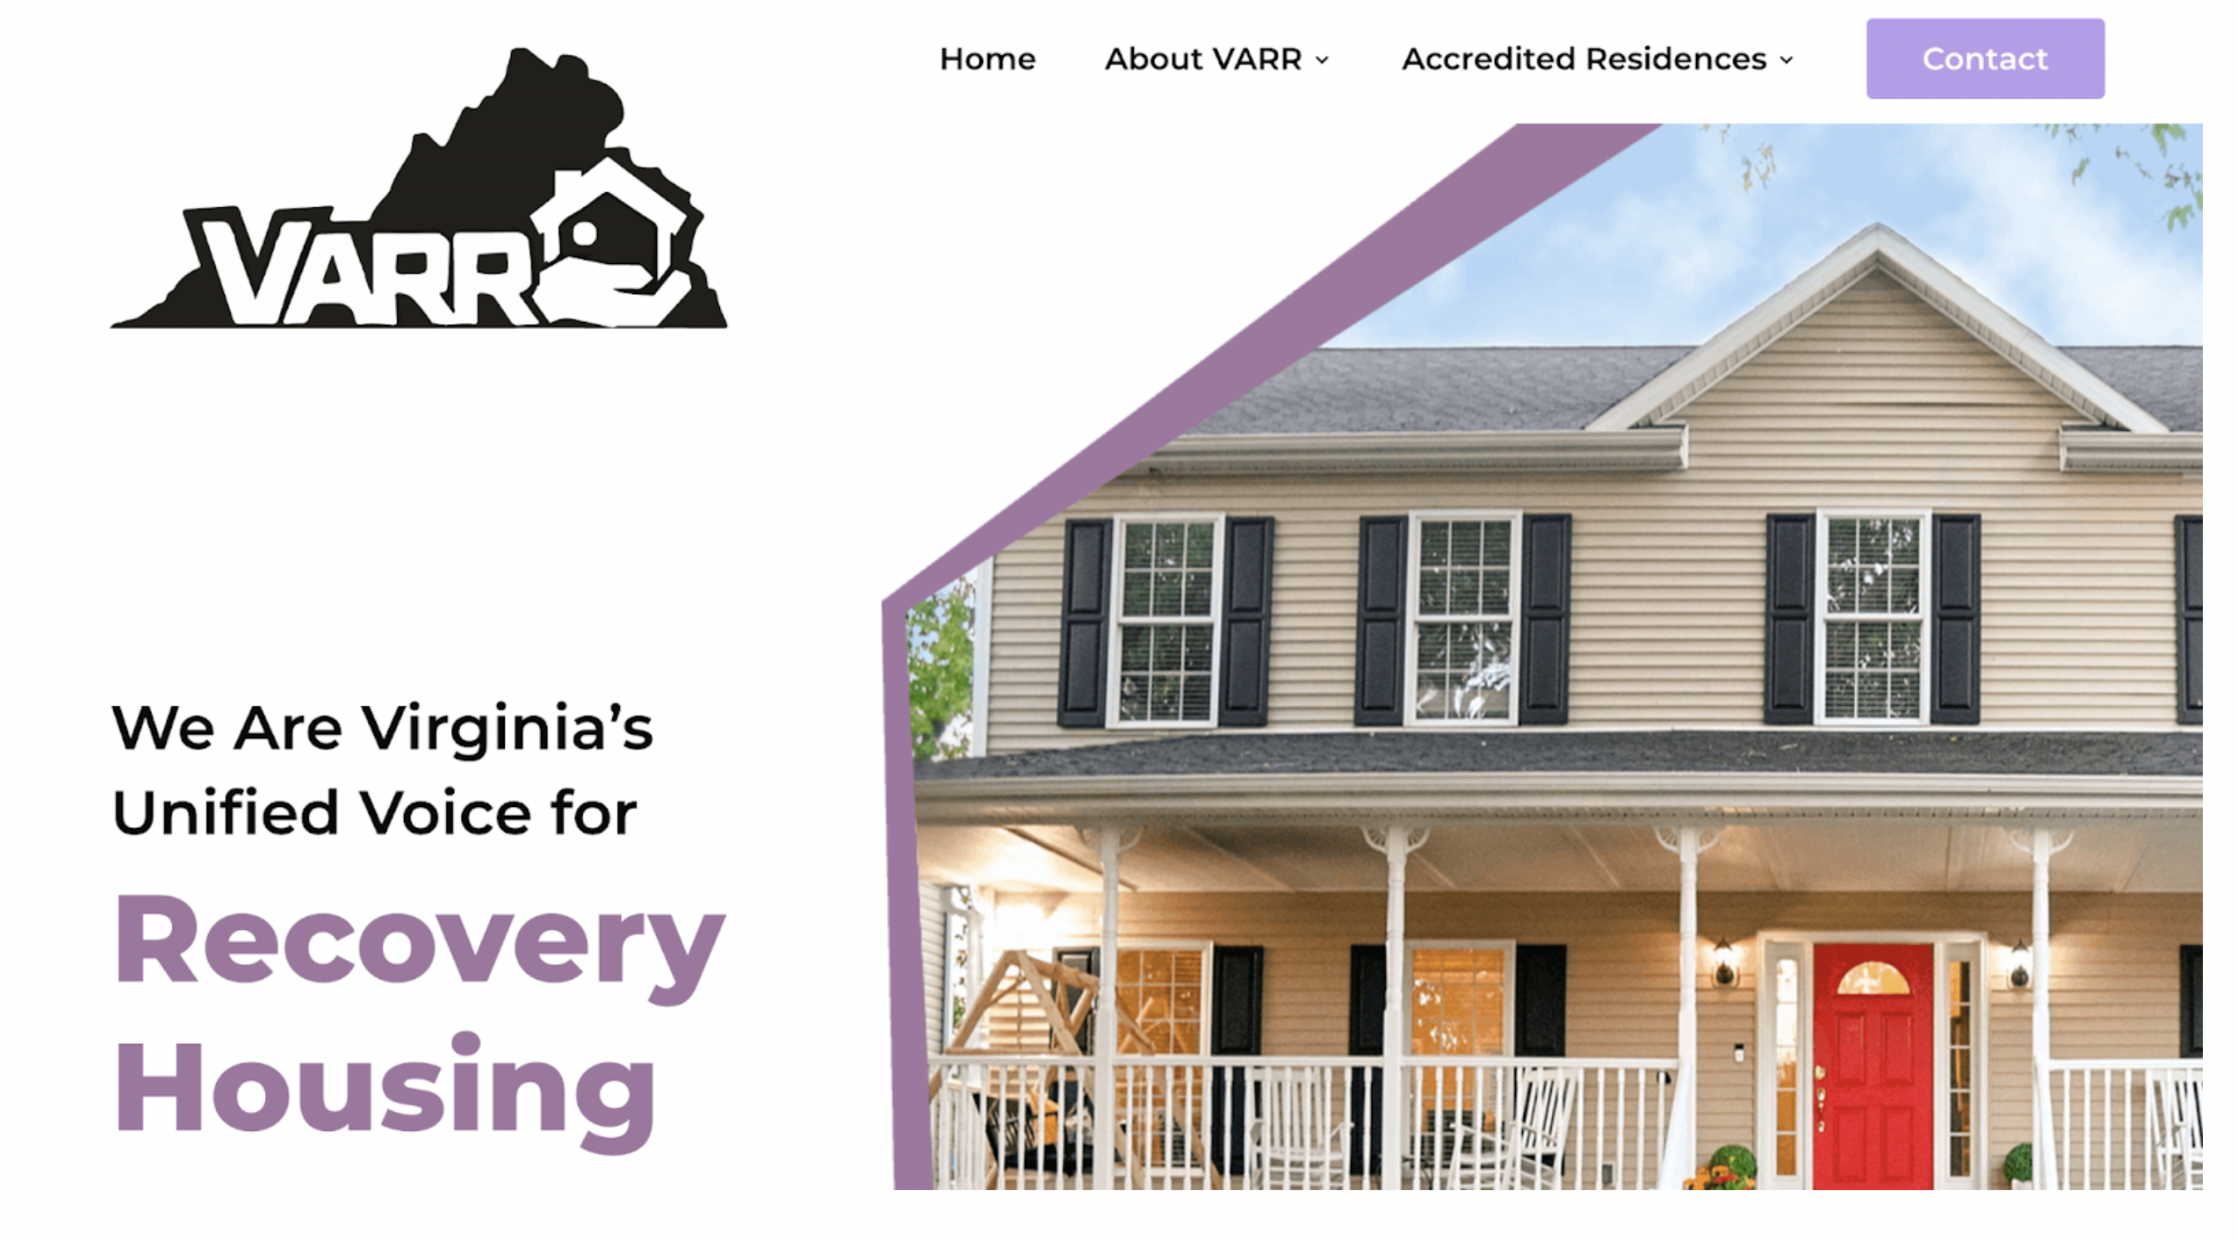 Home
About VARR
Accredited Residences
Contact
VARR
We Are Virginia’s
Unified Voice for
Recovery
Housing